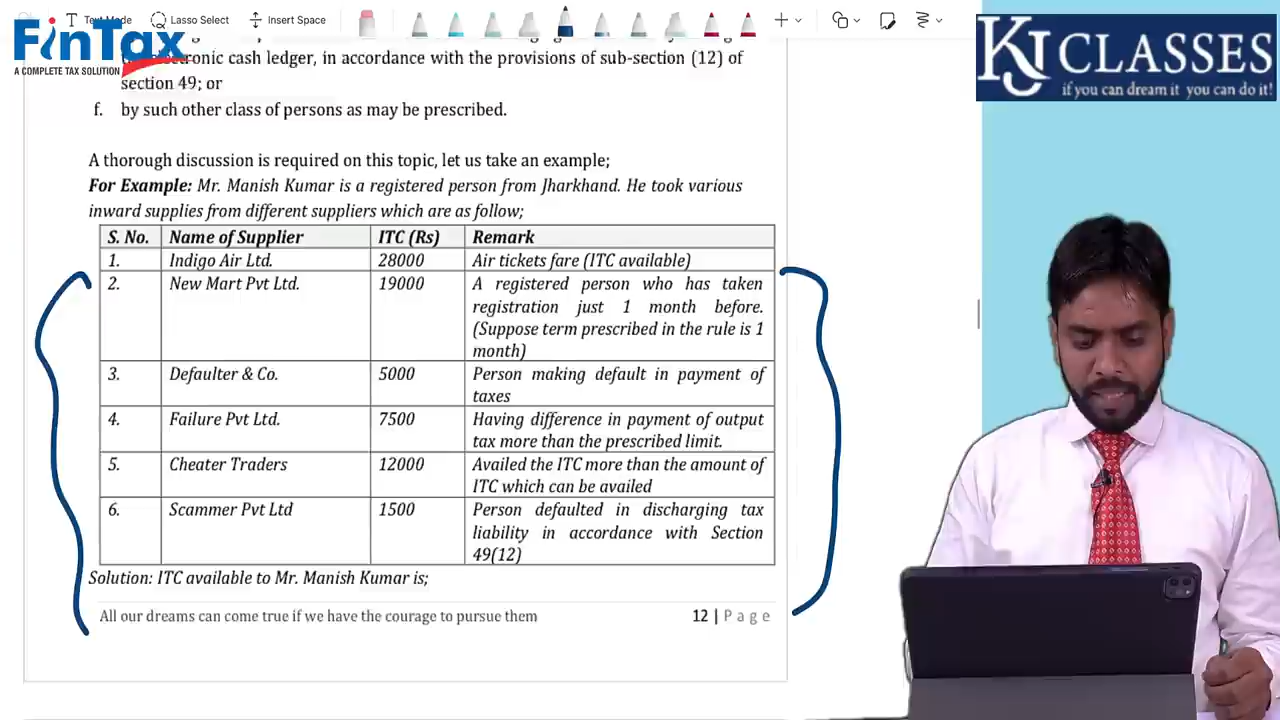 Text Mode
Lasso Select
Insert Space
FinTax
A COMPLETE TAX SOLUTION
KJ CLASSES
if you can dream it you can do it!
electronic cash ledger, in accordance with the provisions of sub-section (12) of
section 49; or
f. by such other class of persons as may be prescribed.
A thorough discussion is required on this topic, let us take an example;
For Example: Mr. Manish Kumar is a registered person from Jharkhand. He took various
inward supplies from different suppliers which are as follow;
S. No. Name of Supplier ITC (Rs) Remark
1. Indigo Air Ltd. 28000 Air tickets fare (ITC available)
2. New Mart Pvt Ltd. 19000 A registered person who has taken
registration just 1 month before.
(Suppose term prescribed in the rule is 1
month)
3. Defaulter & Co. 5000 Person making default in payment of
taxes
4. Failure Pvt Ltd. 7500 Having difference in payment of output
tax more than the prescribed limit.
5. Cheater Traders 12000 Availed the ITC more than the amount of
ITC which can be availed
6. Scammer Pvt Ltd 1500 Person defaulted in discharging tax
liability in accordance with Section
49(12)
Solution: ITC available to Mr. Manish Kumar is;
All our dreams can come true if we have the courage to pursue them 12 | Page